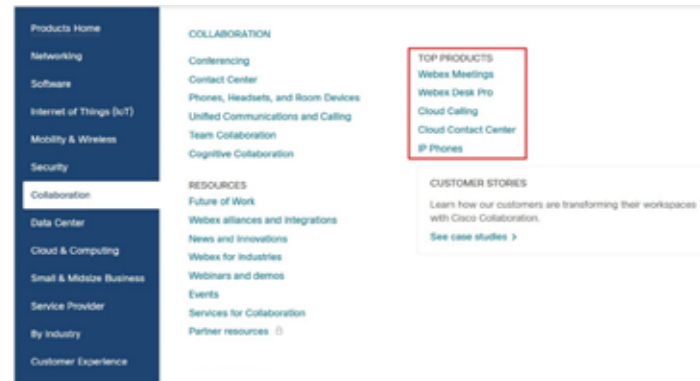 Products Home
Networking
Software
Internet of Things (IoT)
Mobility & Wireless
Security
Collaboration
Data Center
Cloud & Computing
Small & Midsize Business
Service Provider
By Industry
Customer Experience
COLLABORATION
Conferencing
Contact Center
Phones, Headsets, and Room Devices
Unified Communications and Calling
Team Collaboration
Cognitive Collaboration
RESOURCES
Future of Work
Webex alliances and integrations
News and Innovations
Webex for Industries
Webinars and demos
Events
Services for Collaboration
Partner resources
TOP PRODUCTS
Webex Meetings
Webex Desk Pro
Cloud Calling
Cloud Contact Center
IP Phones
CUSTOMER STORIES
Learn how our customers are transforming their workspaces
with Cisco Collaboration.
See case studies >